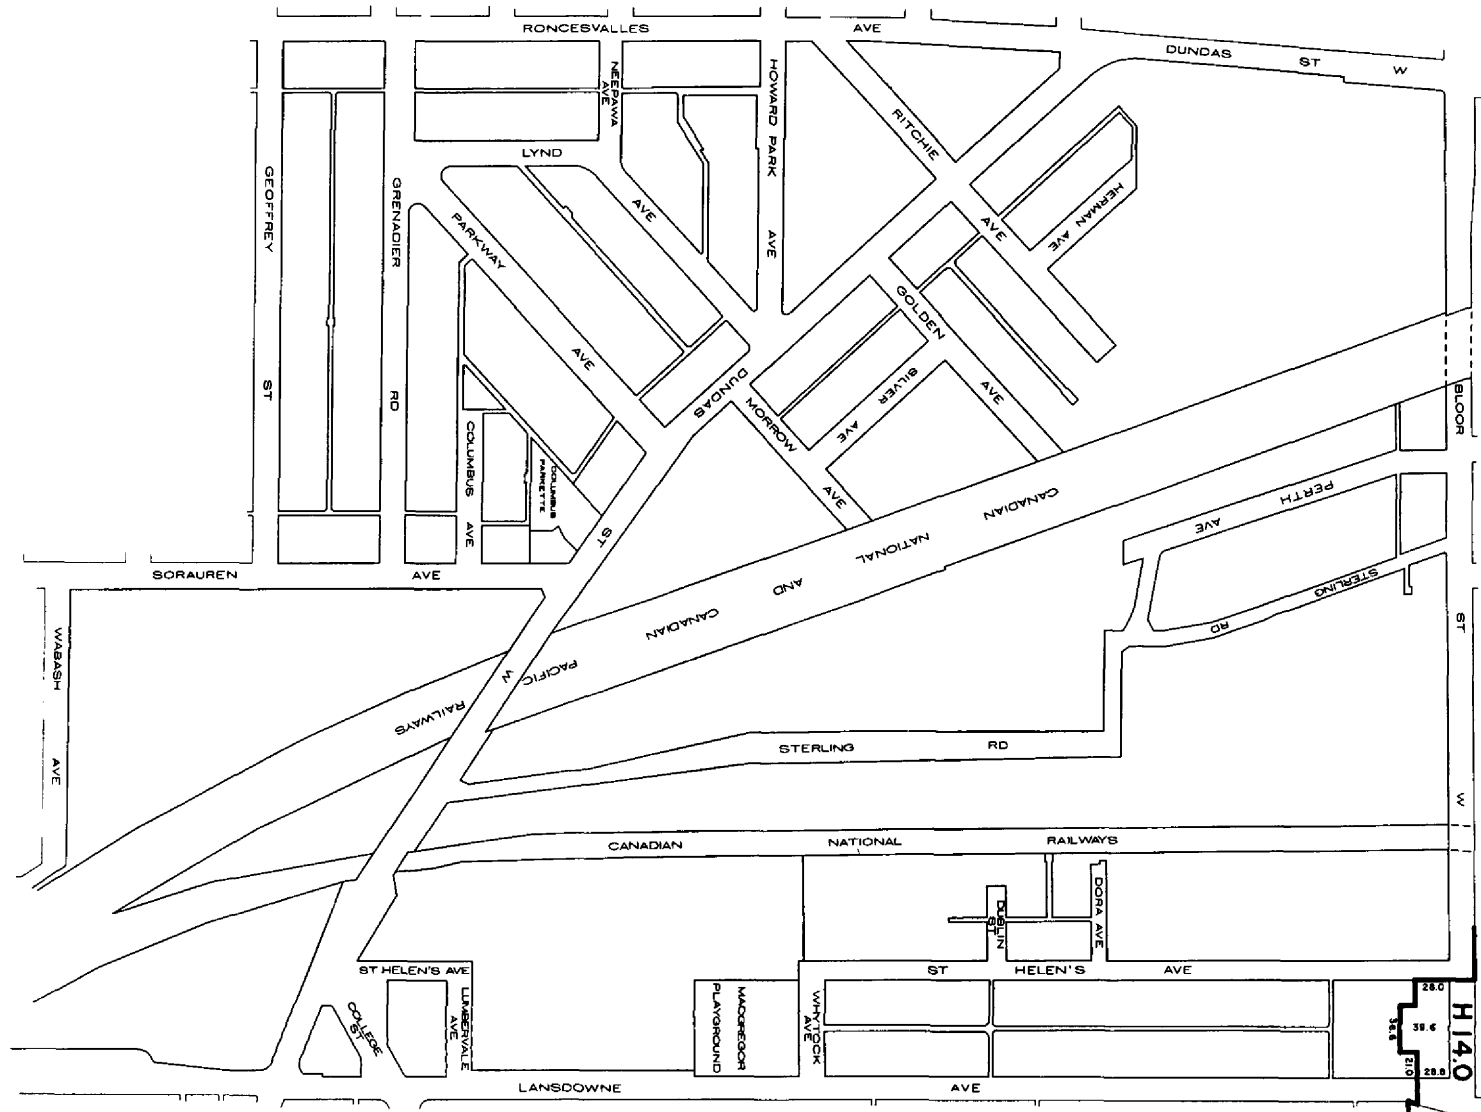 RONCESVALLES AVE
DUNDAS ST W
NEEPAWA AVE
HOWARD PARK AVE
RITCHIE AVE
LYND AVE
GEOFFREY ST
GRENADIER RD
PARKWAY AVE
HERMAN AVE
GOLDEN AVE
SILVER AVE
MORROW AVE
DUNDAS ST W
COLUMBUS AVE
COLUMBUS PARKETTE
BLOOR ST W
PERTH AVE
STERLING RD
CANADIAN NATIONAL AND CANADIAN PACIFIC RAILWAYS
SORAUREN AVE
WABASH AVE
STERLING RD
CANADIAN NATIONAL RAILWAYS
DUBLIN ST
DORA AVE
ST HELEN'S AVE
ST HELEN'S AVE
LUMBERVALE AVE
COLLEGE ST
MACGREGOR PLAYGROUND
WHYTOCK AVE
28.0
39.6
38.6
21.0
28.8
H 14.0
LANSDOWNE AVE